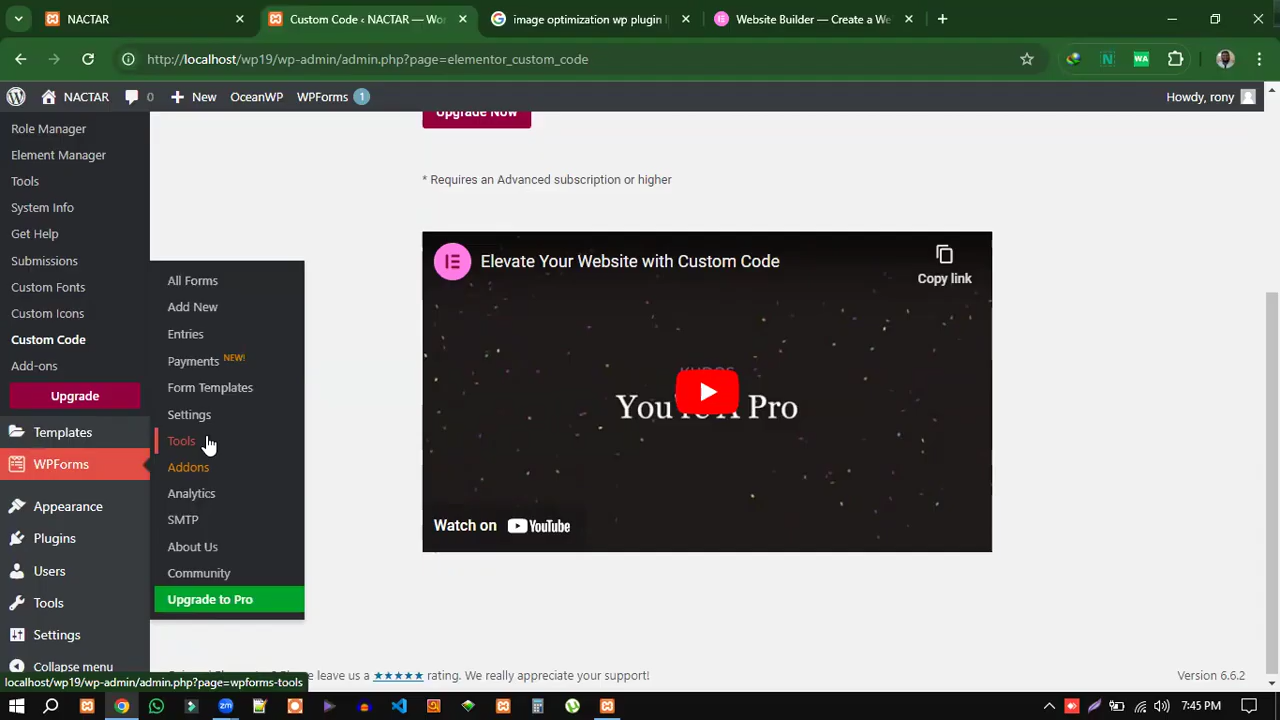 NACTAR
Custom Code ‹ NACTAR — Wo
image optimization wp plugin
Website Builder — Create a We
http://localhost/wp19/wp-admin/admin.php?page=elementor_custom_code
NACTAR
0
New
OceanWP
WPForms 1
Howdy, rony
Role Manager
Element Manager
Tools
System Info
Get Help
Submissions
Custom Fonts
Custom Icons
Custom Code
Add-ons
Upgrade
Templates
WPForms
Appearance
Plugins
Users
Tools
Settings
Collapse menu
All Forms
Add New
Entries
Payments NEW!
Form Templates
Settings
Tools
Addons
Analytics
SMTP
About Us
Community
Upgrade to Pro
Upgrade Now
* Requires an Advanced subscription or higher
Elevate Your Website with Custom Code
Copy link
You're A Pro
Watch on YouTube
leave us a ★★★★★ rating. We really appreciate your support!
Version 6.6.2
localhost/wp19/wp-admin/admin.php?page=wpforms-tools
7:45 PM